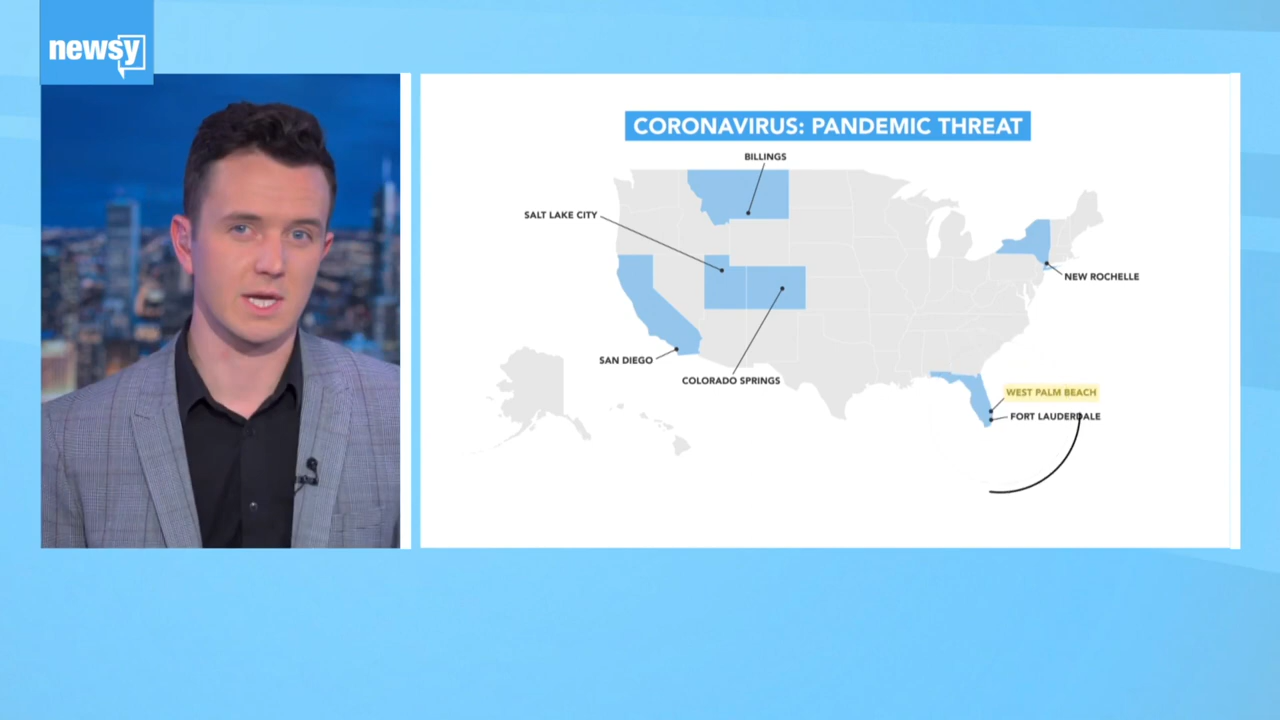 newsy
CORONAVIRUS: PANDEMIC THREAT
BILLINGS
SALT LAKE CITY
NEW ROCHELLE
SAN DIEGO
COLORADO SPRINGS
WEST PALM BEACH
FORT LAUDERDALE